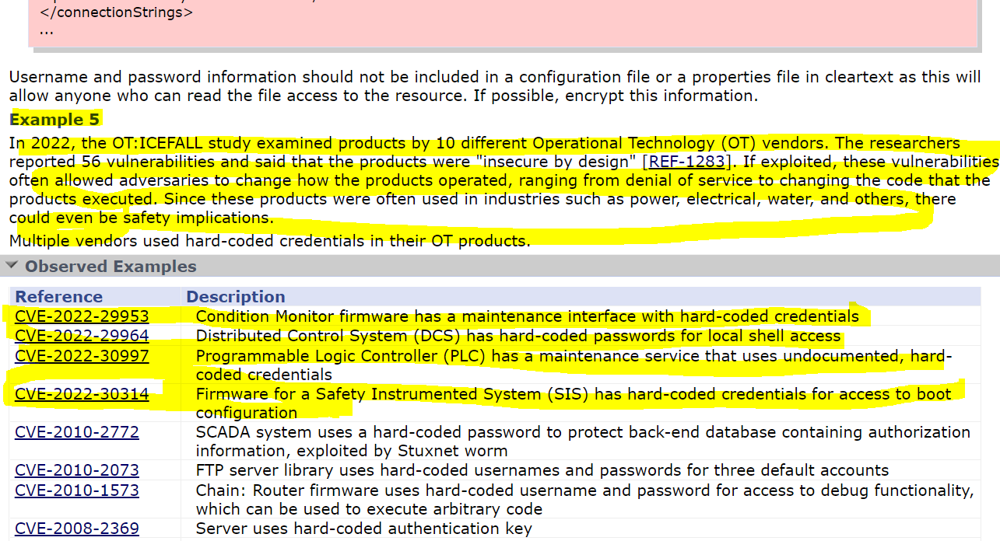 </connectionStrings>
...
Username and password information should not be included in a configuration file or a properties file in cleartext as this will
allow anyone who can read the file access to the resource. If possible, encrypt this information.
Example 5
In 2022, the OT:ICEFALL study examined products by 10 different Operational Technology (OT) vendors. The researchers
reported 56 vulnerabilities and said that the products were "insecure by design" [REF-1283]. If exploited, these vulnerabilities
often allowed adversaries to change how the products operated, ranging from denial of service to changing the code that the
products executed. Since these products were often used in industries such as power, electrical, water, and others, there
could even be safety implications.
Multiple vendors used hard-coded credentials in their OT products.
Observed Examples
Reference Description
CVE-2022-29953 Condition Monitor firmware has a maintenance interface with hard-coded credentials
CVE-2022-29964 Distributed Control System (DCS) has hard-coded passwords for local shell access
CVE-2022-30997 Programmable Logic Controller (PLC) has a maintenance service that uses undocumented, hard-
coded credentials
CVE-2022-30314 Firmware for a Safety Instrumented System (SIS) has hard-coded credentials for access to boot
configuration
CVE-2010-2772 SCADA system uses a hard-coded password to protect back-end database containing authorization
information, exploited by Stuxnet worm
CVE-2010-2073 FTP server library uses hard-coded usernames and passwords for three default accounts
CVE-2010-1573 Chain: Router firmware uses hard-coded username and password for access to debug functionality,
which can be used to execute arbitrary code
CVE-2008-2369 Server uses hard-coded authentication key